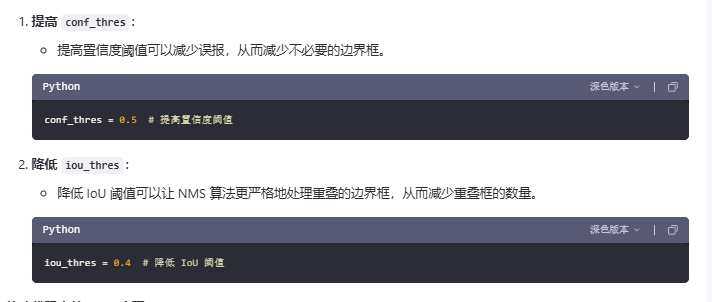 1. 提高 conf_thres：
提高置信度阈值可以减少误报，从而减少不必要的边界框。
Python 深色版本
conf_thres = 0.5 # 提高置信度阈值
2. 降低 iou_thres：
降低 IoU 阈值可以让 NMS 算法更严格地处理重叠的边界框，从而减少重叠框的数量。
Python 深色版本
iou_thres = 0.4 # 降低 IoU 阈值